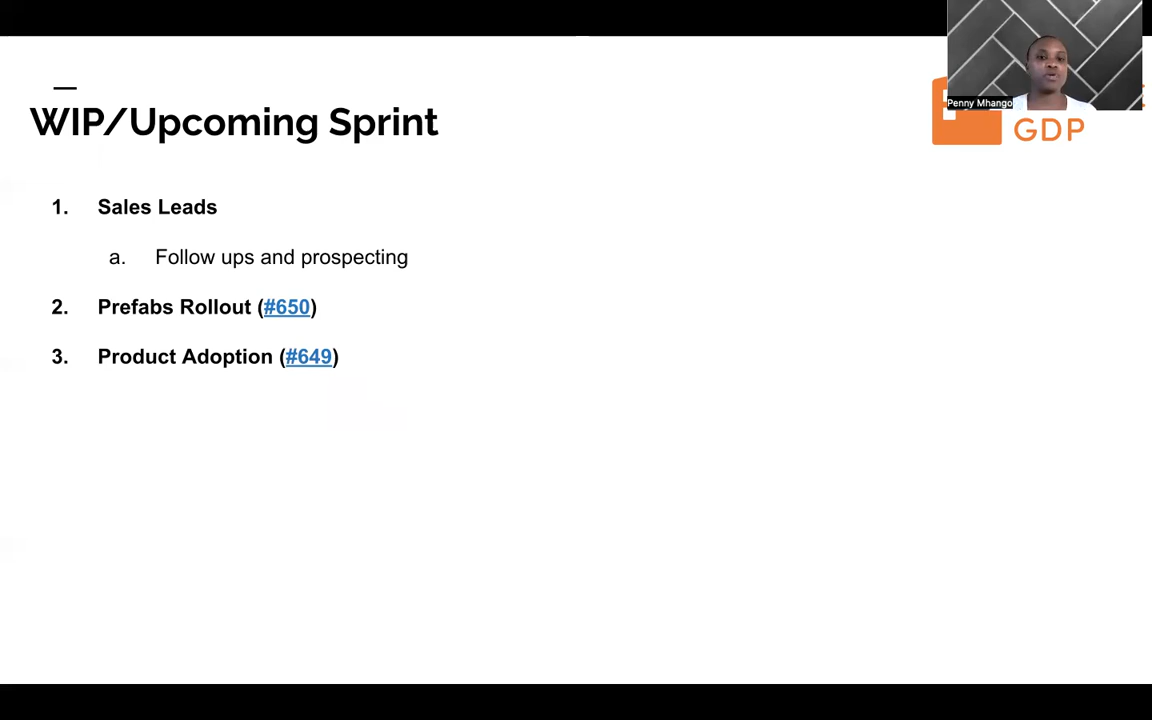 Penny Mhango
GDP
WIP/Upcoming Sprint
1. Sales Leads
a. Follow ups and prospecting
2. Prefabs Rollout (#650)
3. Product Adoption (#649)